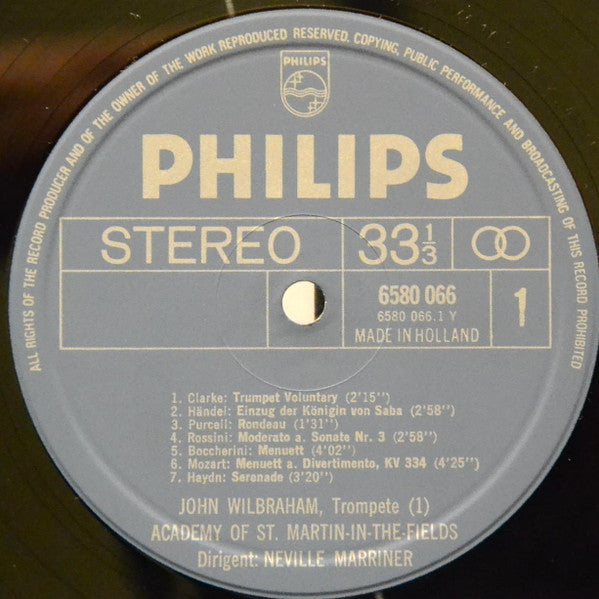 ALL RIGHTS OF THE RECORD PRODUCER AND OF THE OWNER OF THE WORK REPRODUCED RESERVED. COPYING, PUBLIC PERFORMANCE AND BROADCASTING OF THIS RECORD PROHIBITED
PHILIPS
PHILIPS
STEREO 33 1/3
6580 066
6580 066.1 Y
MADE IN HOLLAND
1
1. Clarke: Trumpet Voluntary (2'15'')
2. Händel: Einzug der Königin von Saba (2'58'')
3. Purcell: Rondeau (1'31'')
4. Rossini: Moderato a. Sonate Nr. 3 (2'58'')
5. Boccherini: Menuett (4'02'')
6. Mozart: Menuett a. Divertimento, KV 334 (4'25'')
7. Haydn: Serenade (3'20'')
JOHN WILBRAHAM, Trompete (1)
ACADEMY OF ST. MARTIN-IN-THE-FIELDS
Dirigent: NEVILLE MARRINER